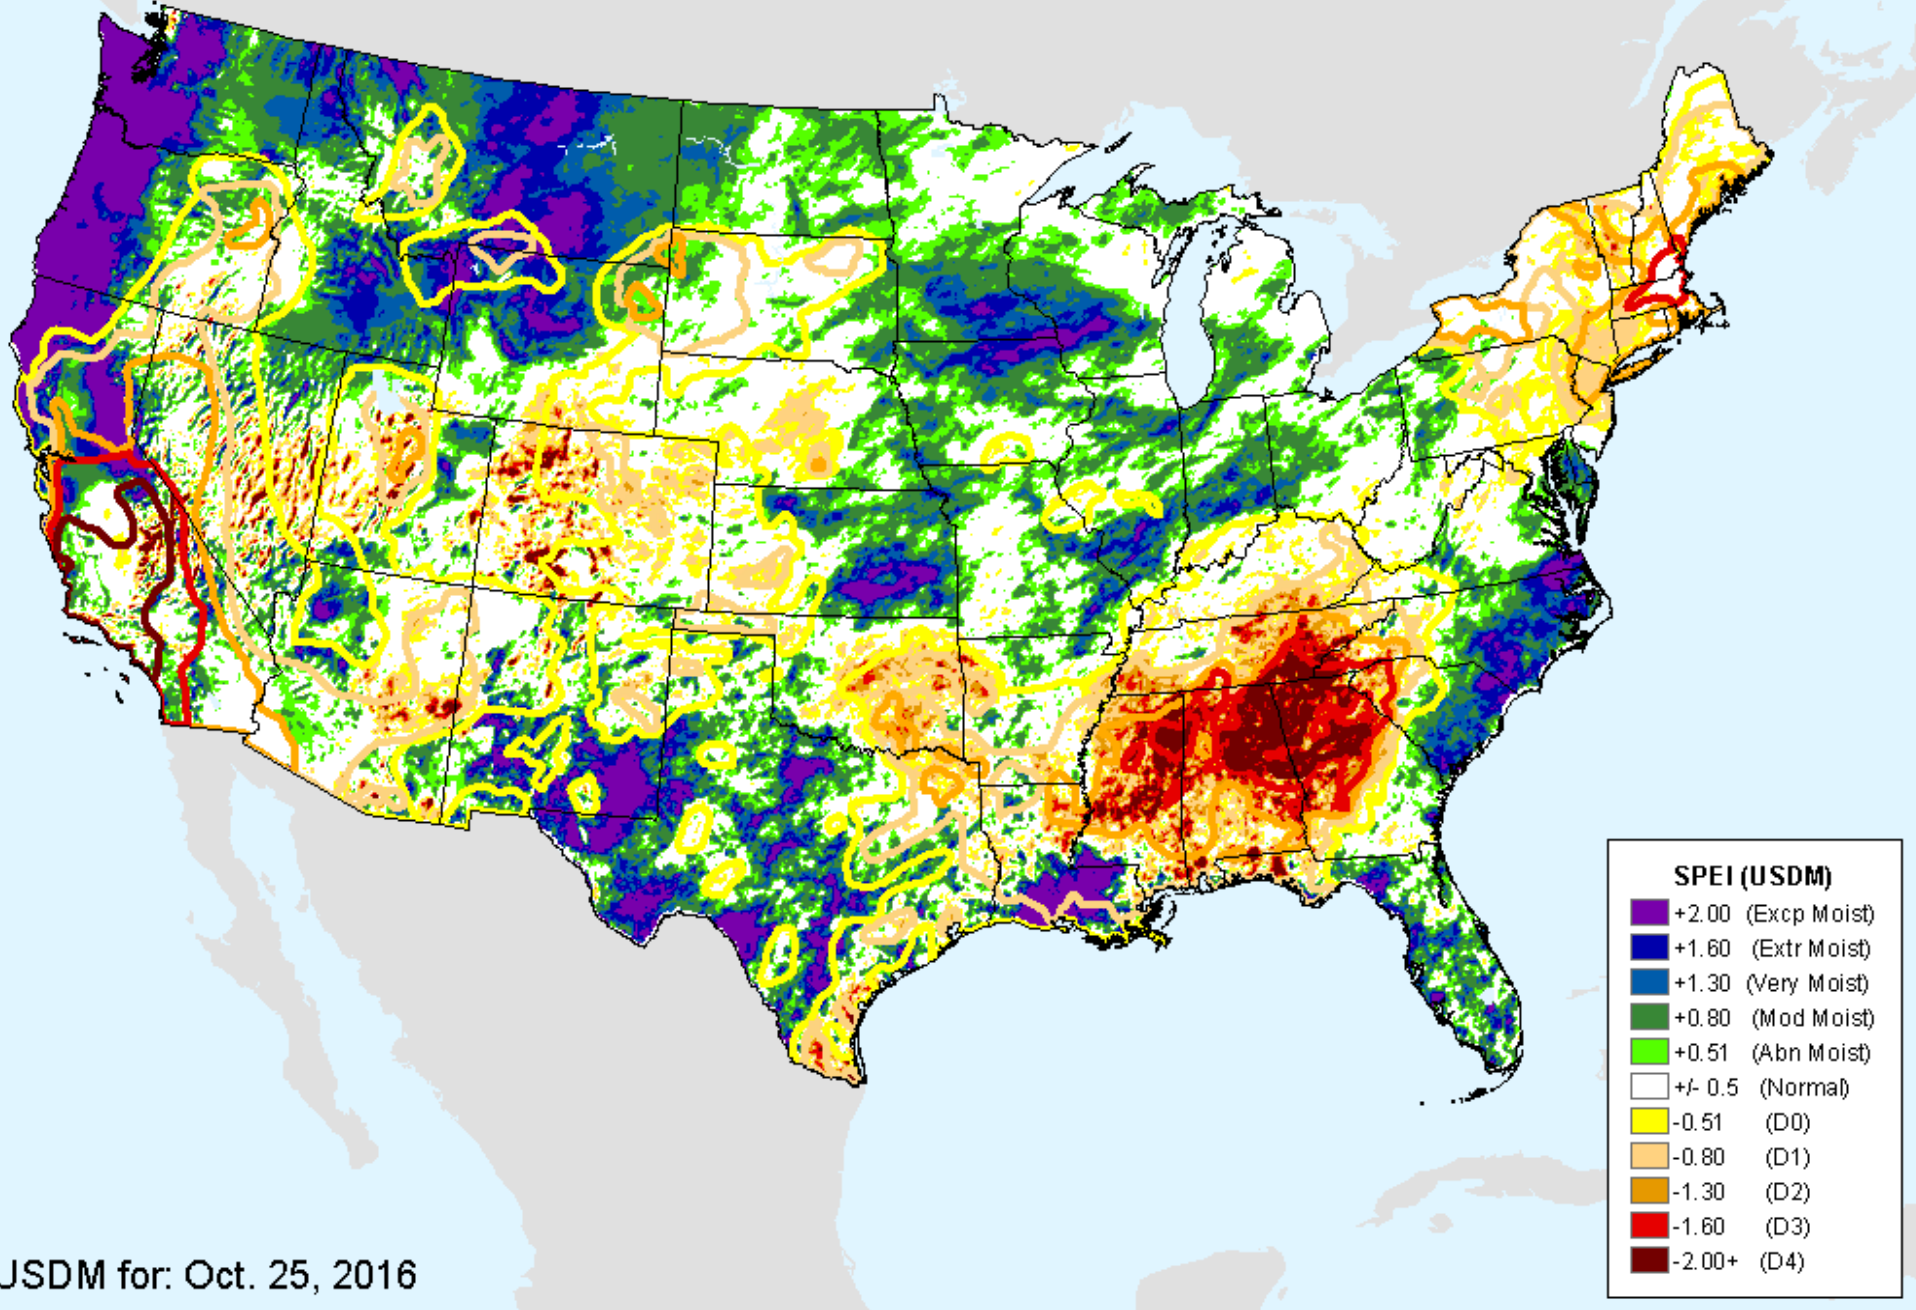 SPEI (USDM)
+2.00 (Excp Moist)
+1.60 (Extr Moist)
+1.30 (Very Moist)
+0.80 (Mod Moist)
+0.51 (Abn Moist)
+/- 0.5 (Normal)
-0.51 (D0)
-0.80 (D1)
-1.30 (D2)
-1.60 (D3)
-2.00+ (D4)
USDM for: Oct. 25, 2016